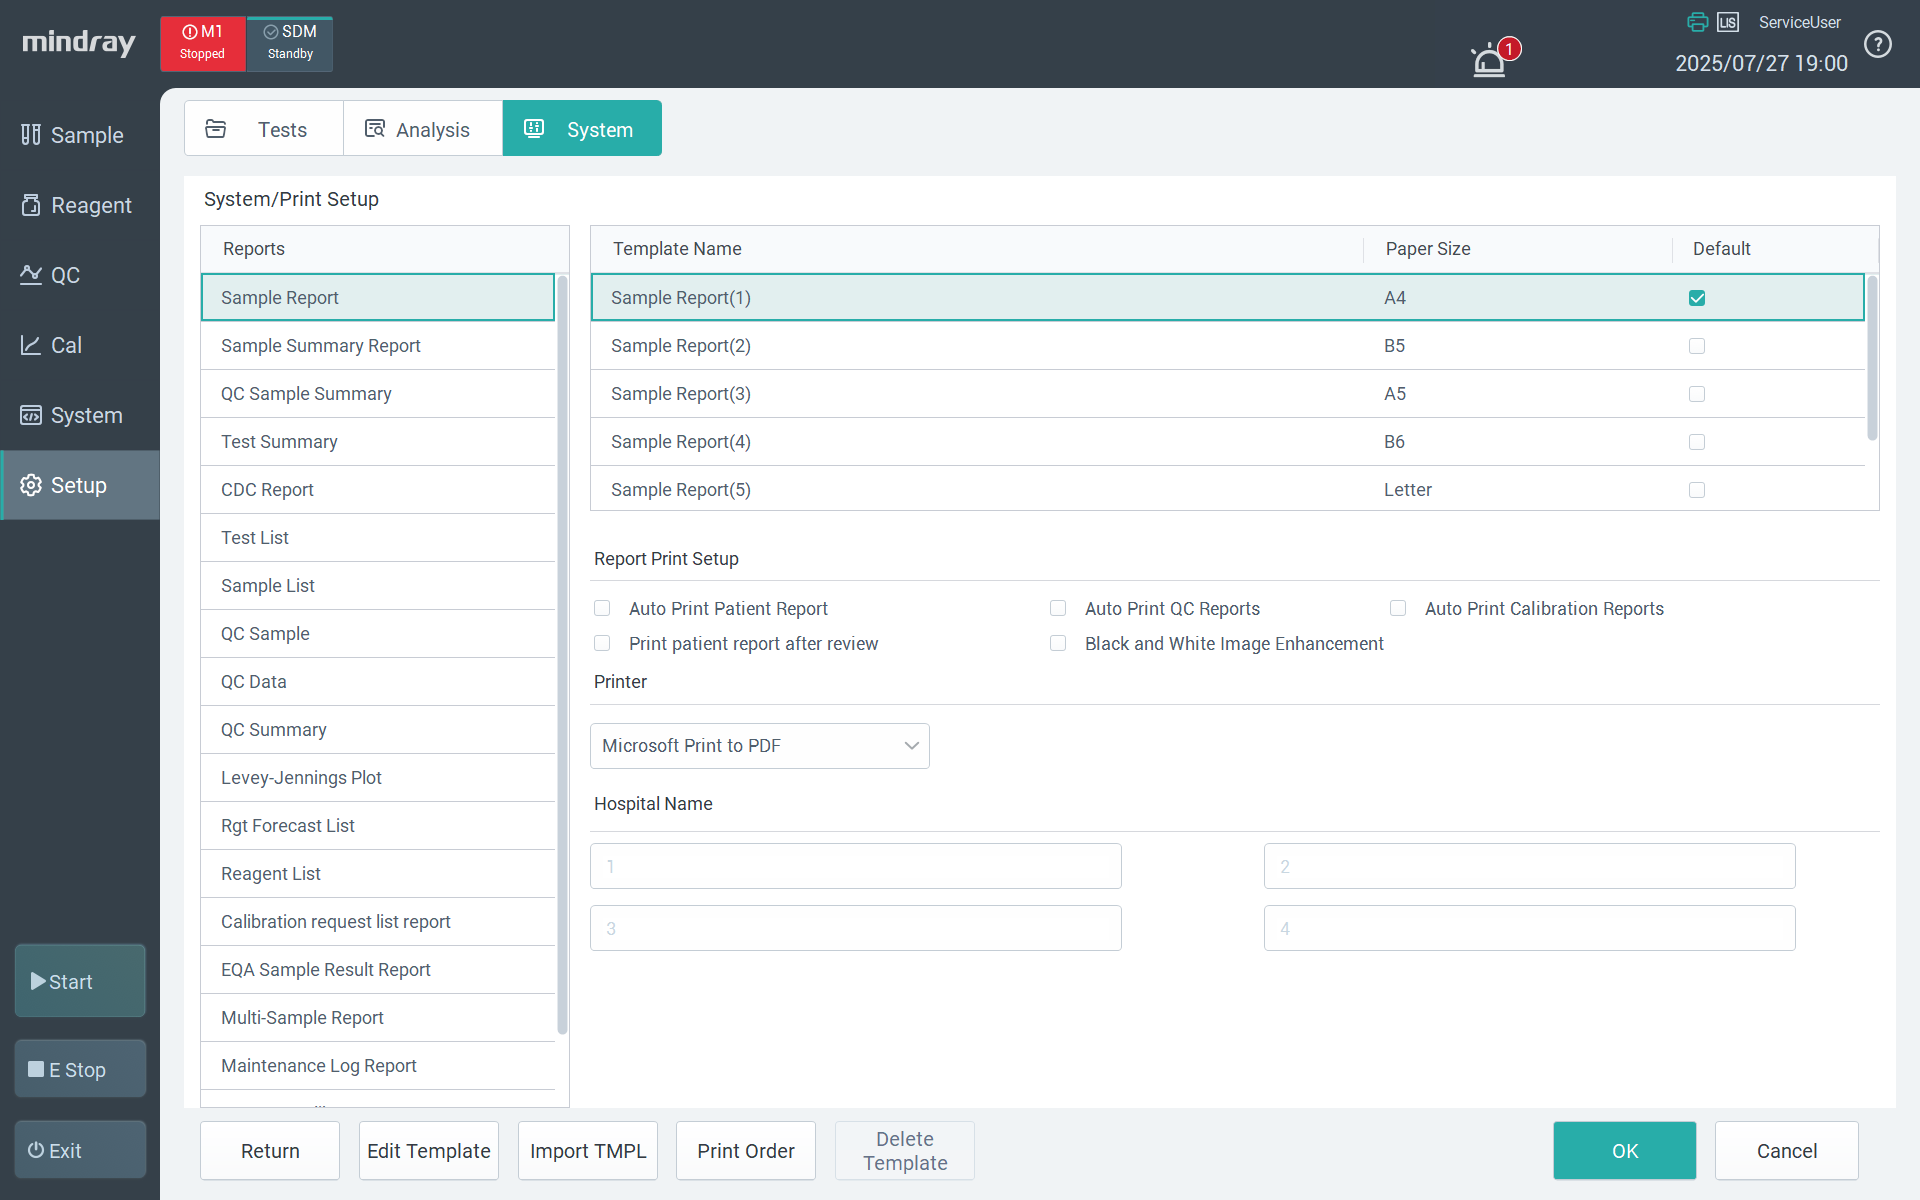 mindray
M1
Stopped
SDM
Standby
1
LIS
ServiceUser
2025/07/27 19:00
?
Sample
Reagent
QC
Cal
System
Setup
Start
E Stop
Exit
Tests
Analysis
System
System/Print Setup
Reports
Sample Report
Sample Summary Report
QC Sample Summary
Test Summary
CDC Report
Test List
Sample List
QC Sample
QC Data
QC Summary
Levey-Jennings Plot
Rgt Forecast List
Reagent List
Calibration request list report
EQA Sample Result Report
Multi-Sample Report
Maintenance Log Report
Template Name Paper Size Default
Sample Report(1) A4
Sample Report(2) B5
Sample Report(3) A5
Sample Report(4) B6
Sample Report(5) Letter
Report Print Setup
Auto Print Patient Report Auto Print QC Reports Auto Print Calibration Reports
Print patient report after review Black and White Image Enhancement
Printer
Microsoft Print to PDF
Hospital Name
1 2
3 4
Return
Edit Template
Import TMPL
Print Order
Delete
Template
OK
Cancel